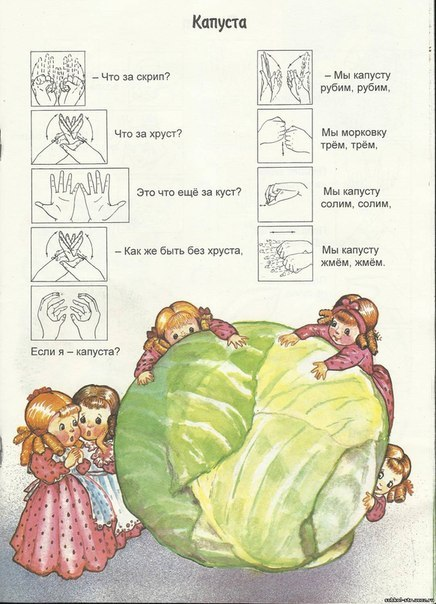 Капуста
– Что за скрип?
Что за хруст?
Это что ещё за куст?
– Как же быть без хруста,
Если я – капуста?
– Мы капусту
рубим, рубим,
Мы морковку
трём, трём,
Мы капусту
солим, солим,
Мы капусту
жмём, жмём.